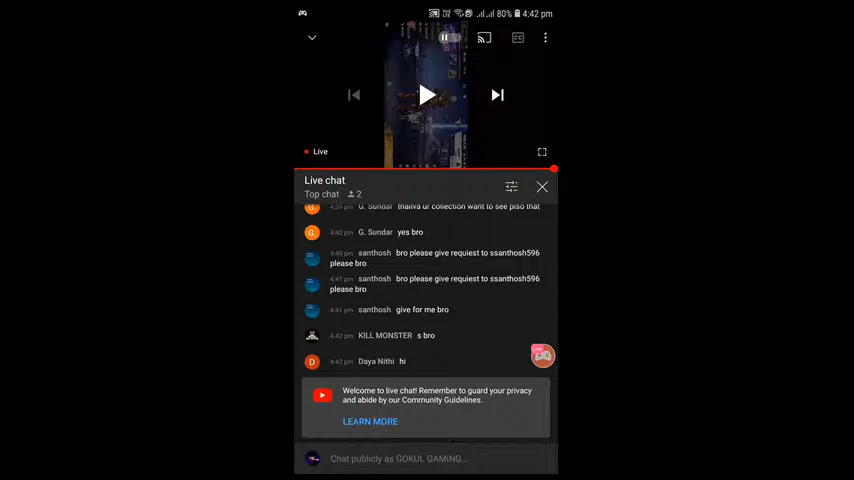 80% 4:42 pm
Live
Live chat
Top chat 2
4:39 pm G. Sundar thaliva ur collection want to see piso that
4:40 pm G. Sundar yes bro
4:40 pm santhosh bro please give requiest to ssanthosh596
please bro
4:41 pm santhosh bro please give requiest to ssanthosh596
please bro
4:41 pm santhosh give for me bro
4:42 pm KILL MONSTER s bro
4:42 pm Daya Nithi hi
Welcome to live chat! Remember to guard your privacy
and abide by our Community Guidelines.
LEARN MORE
Chat publicly as GOKUL GAMING...